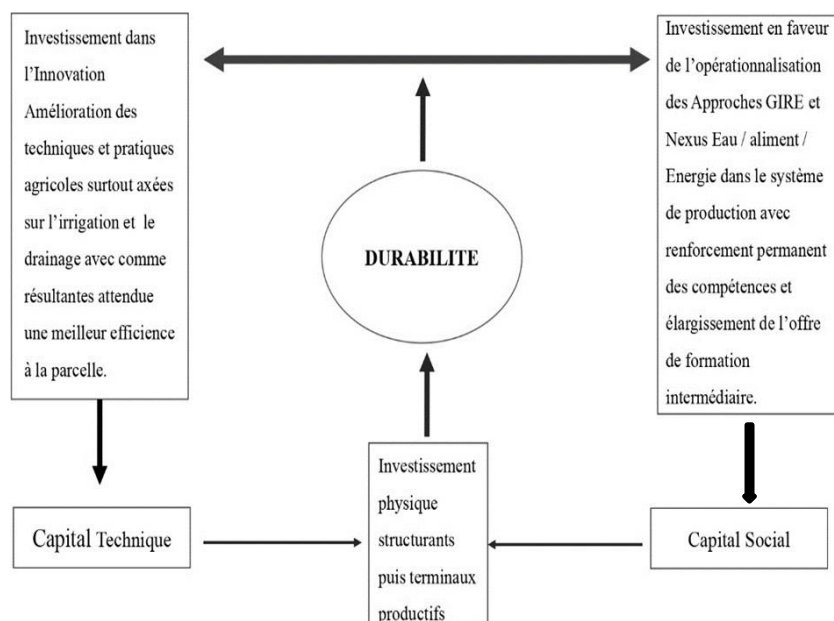 Investissement dans
l’Innovation
Amélioration des
techniques et pratiques
agricoles surtout axées
sur l’irrigation et le
drainage avec comme
résultantes attendue
une meilleur efficience
à la parcelle.
Investissement en faveur
de l’opérationnalisation
des Approches GIRE et
Nexus Eau / aliment /
Energie dans le système
de production avec
renforcement permanent
des compétences et
élargissement de l’offre
de formation
intermédiaire.
DURABILITE
Capital Technique
Investissement
physique
structurants
puis terminaux
productifs
Capital Social